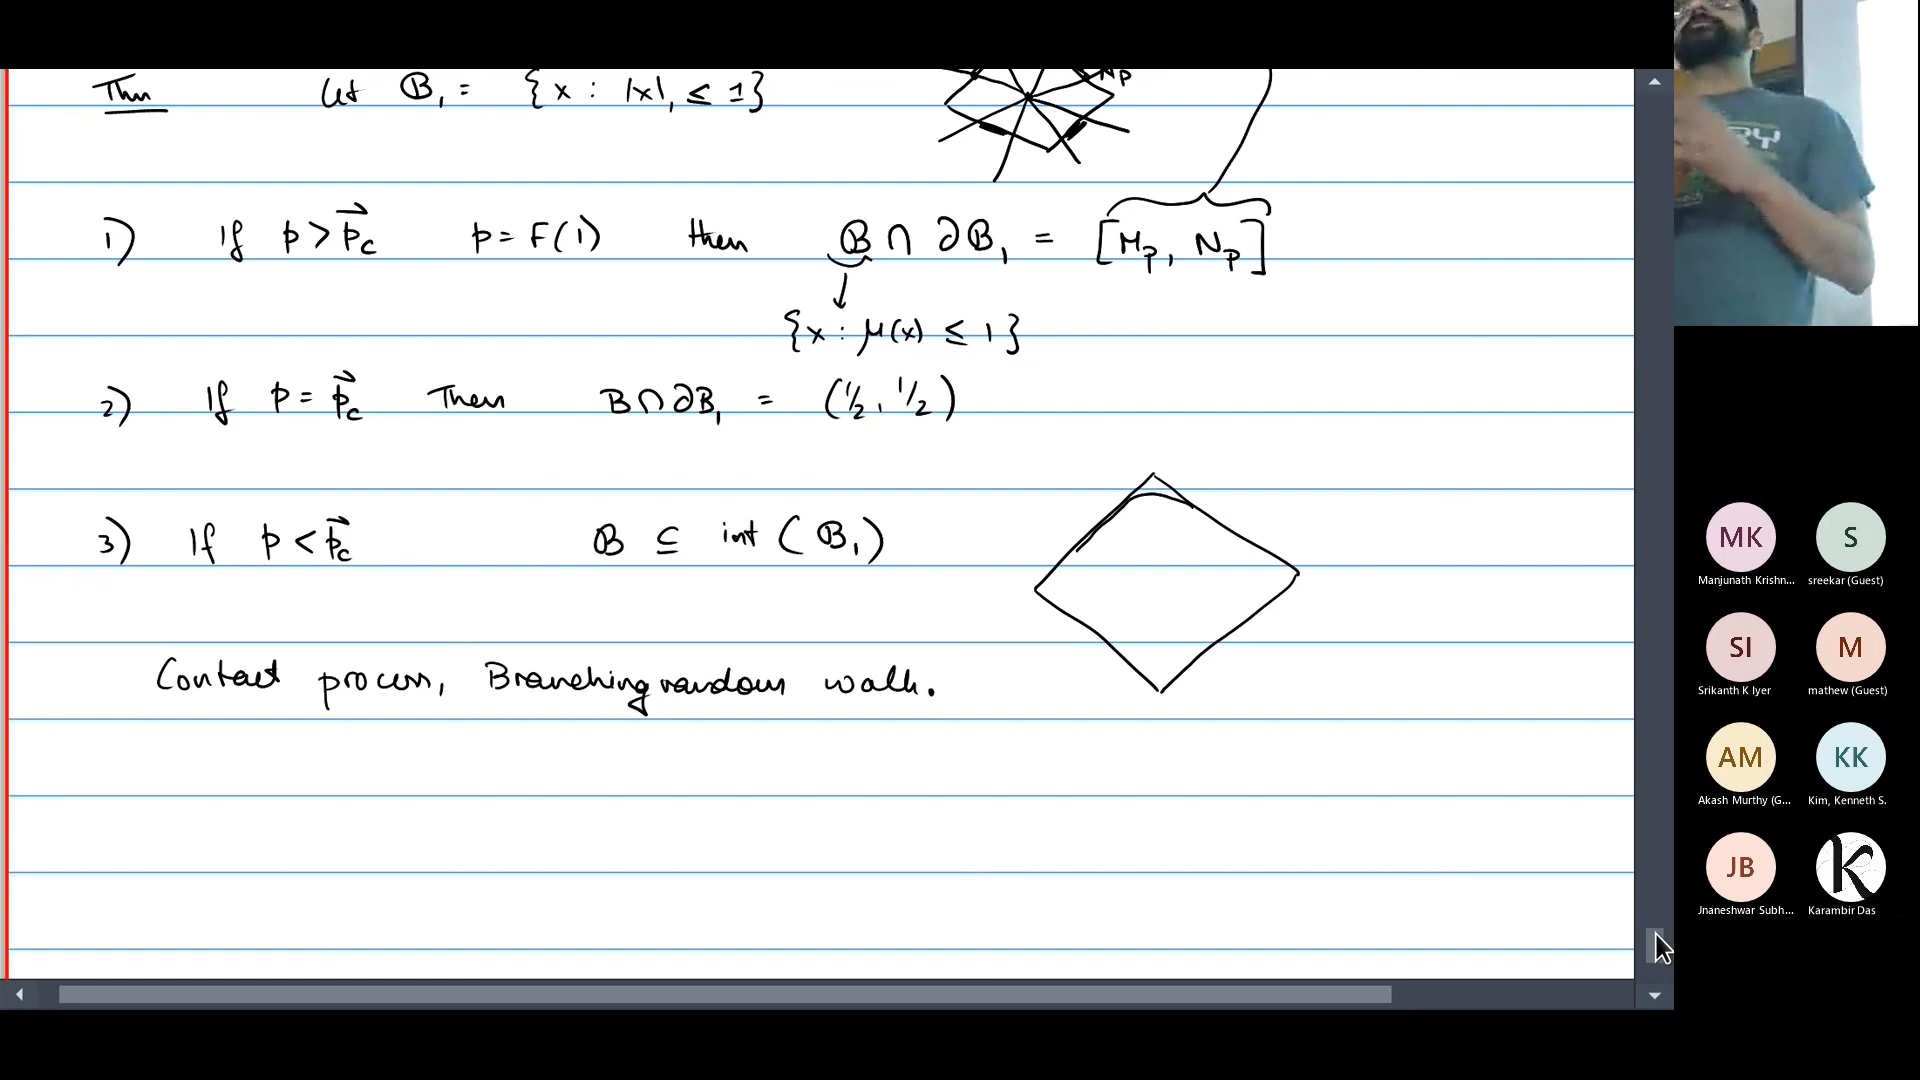 Thm Let B₁ = {x : |x|₁ ≤ 1}
Np
1) If p > p⃗c p = F(1) then B ∩ ∂B₁ = [Mp, Np]
{x : μ(x) ≤ 1}
2) If p = p⃗c Then B ∩ ∂B₁ = (1/2, 1/2)
3) If p < p⃗c B ⊆ int (B₁)
Contact process, Branching random walk.
MK
Manjunath Krishn...
S
sreekar (Guest)
SI
Srikanth K Iyer
M
mathew (Guest)
AM
Akash Murthy (G...
KK
Kim, Kenneth S.
JB
Jnaneshwar Subh...
K
Karambir Das